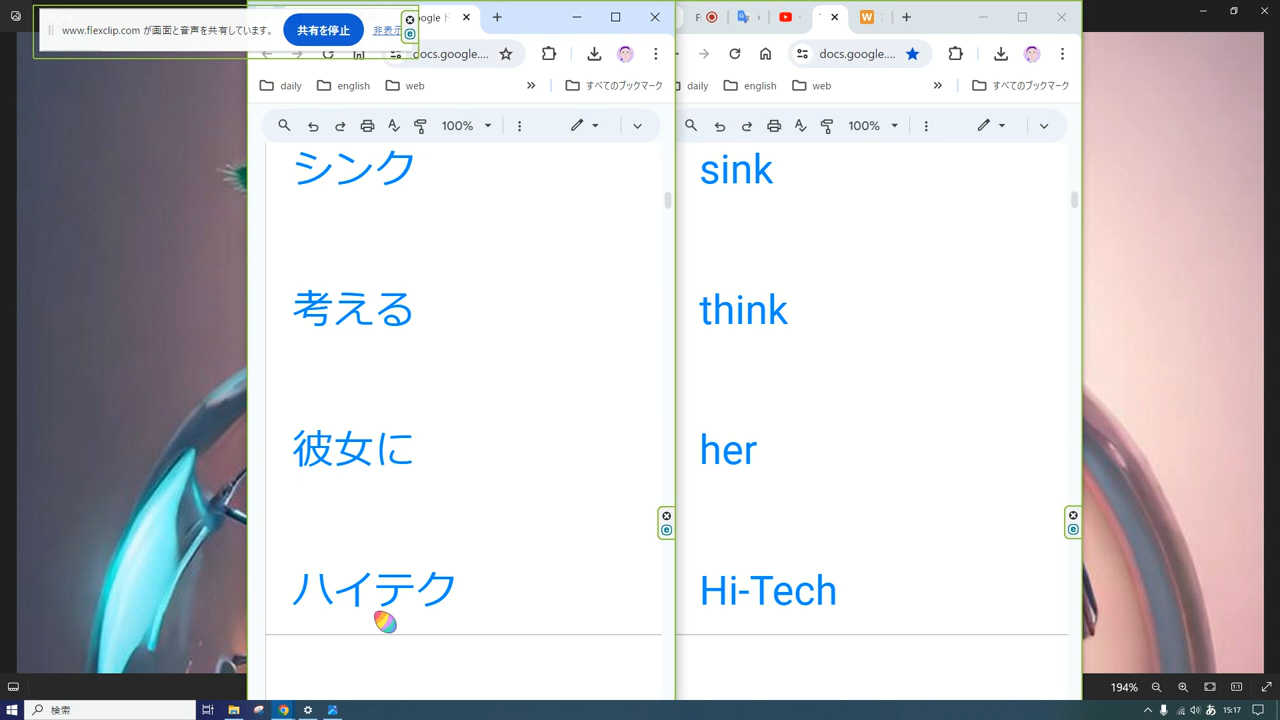 www.flexclip.com が画面と音声を共有しています。
共有を停止
非表示
oogle ド
docs.google....
docs.google....
daily
english
web
»
すべてのブックマーク
daily
english
web
»
すべてのブックマーク
100%
100%
シンク
sink
考える
think
彼女に
her
ハイテク
Hi-Tech
194%
検索
あ
15:17